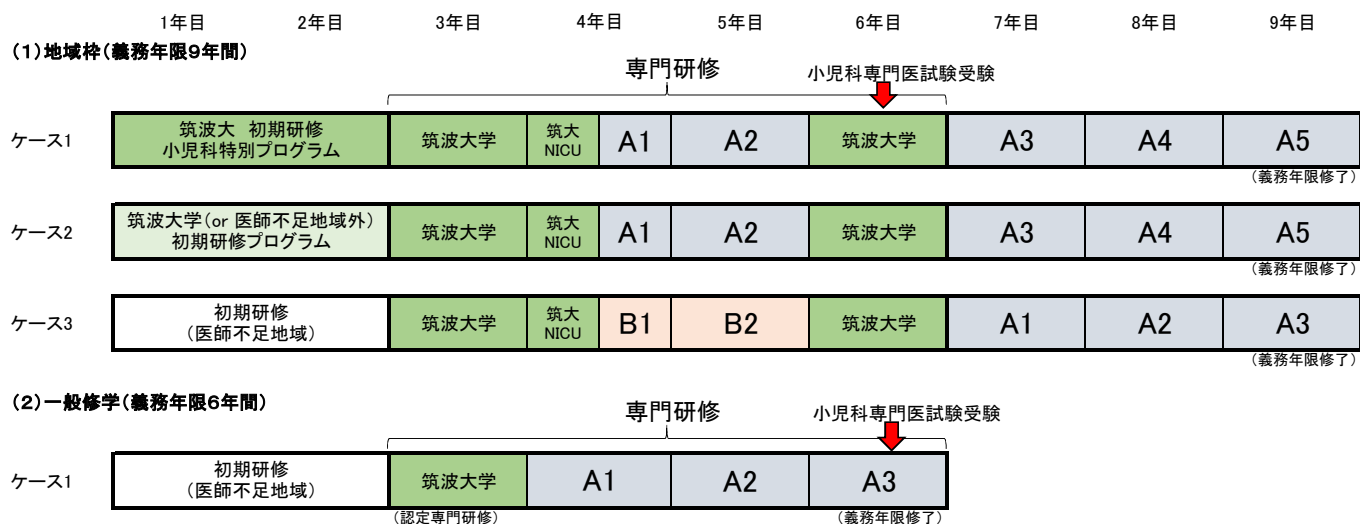 1年目 2年目 3年目 4年目 5年目 6年目 7年目 8年目 9年目
(1)地域枠(義務年限9年間)
専門研修 小児科専門医試験受験
ケース1
筑波大 初期研修
小児科特別プログラム
筑波大学
筑大
NICU
A1
A2
筑波大学
A3
A4
A5
(義務年限修了)
ケース2
筑波大学(or 医師不足地域外)
初期研修プログラム
筑波大学
筑大
NICU
A1
A2
筑波大学
A3
A4
A5
(義務年限修了)
ケース3
初期研修
(医師不足地域)
筑波大学
筑大
NICU
B1
B2
筑波大学
A1
A2
A3
(義務年限修了)
(2)一般修学(義務年限6年間)
専門研修 小児科専門医試験受験
ケース1
初期研修
(医師不足地域)
筑波大学
A1
A2
A3
(認定専門研修) (義務年限修了)